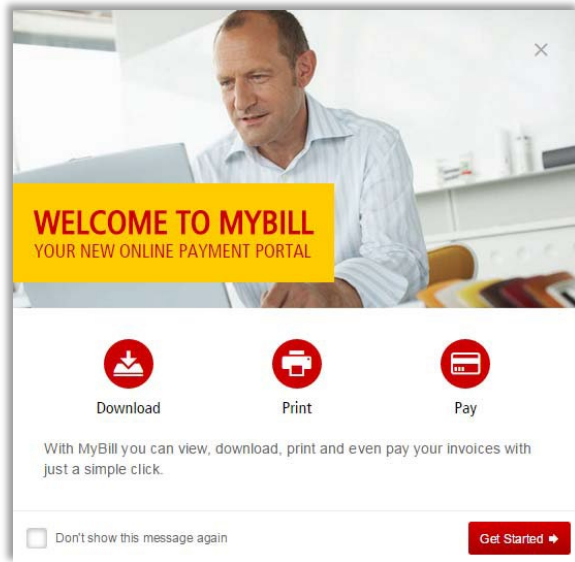 WELCOME TO MYBILL
YOUR NEW ONLINE PAYMENT PORTAL
Download Print Pay
With MyBill you can view, download, print and even pay your invoices with
just a simple click.
Don't show this message again Get Started